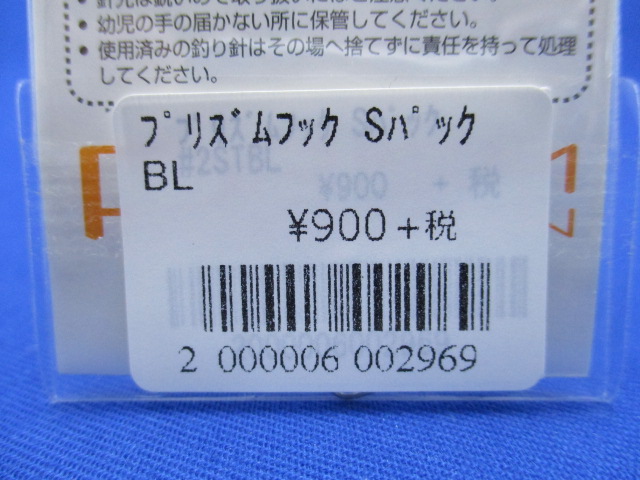 ・幼児の手の届かない所に保管してください。
・使用済みの釣り針はその場へ捨てずに責任を持って処理
してください。
ﾌﾟﾘｽﾞﾑﾌｯｸ Sﾊﾟｯｸ
BL
#2STBL
¥900 + 税
¥900+税
2 000006 002969